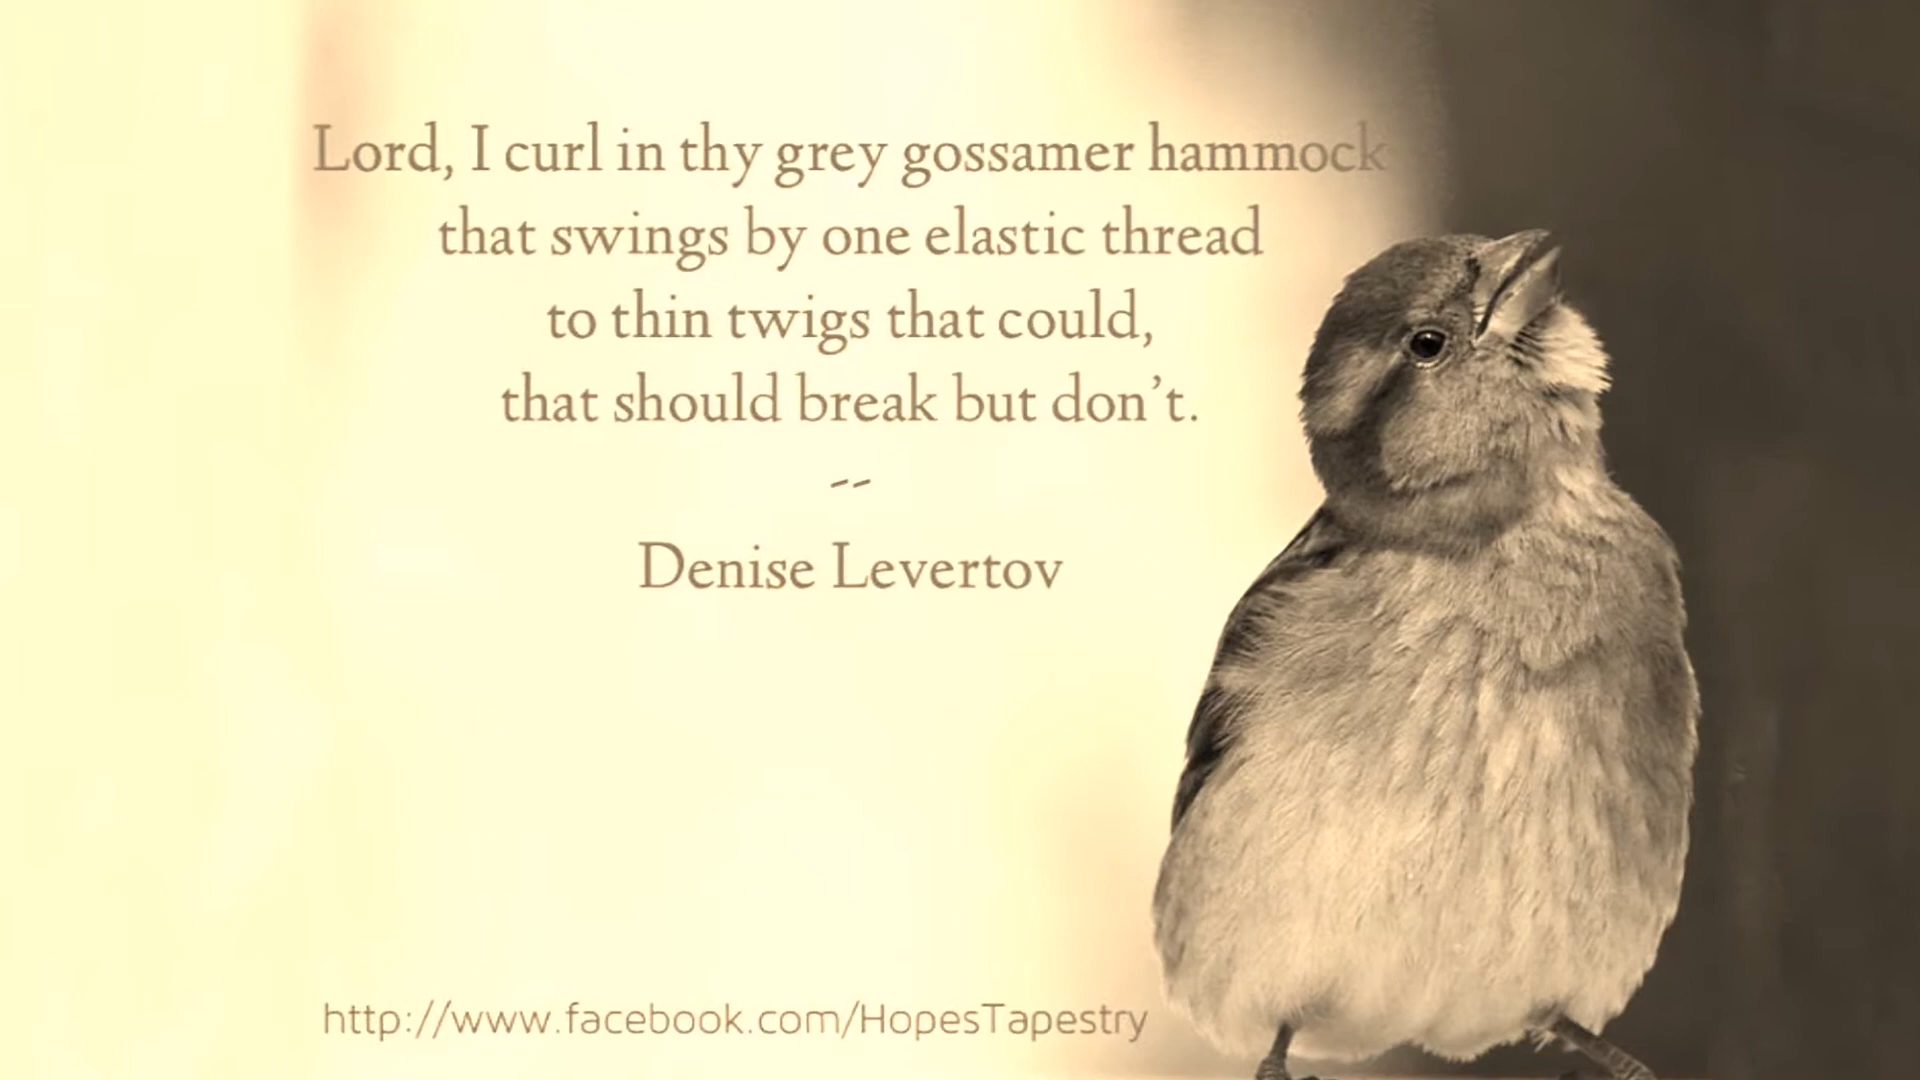 Lord, I curl in thy grey gossamer hammock
that swings by one elastic thread
to thin twigs that could,
that should break but don’t.
--
Denise Levertov
http://www.facebook.com/HopesTapestry